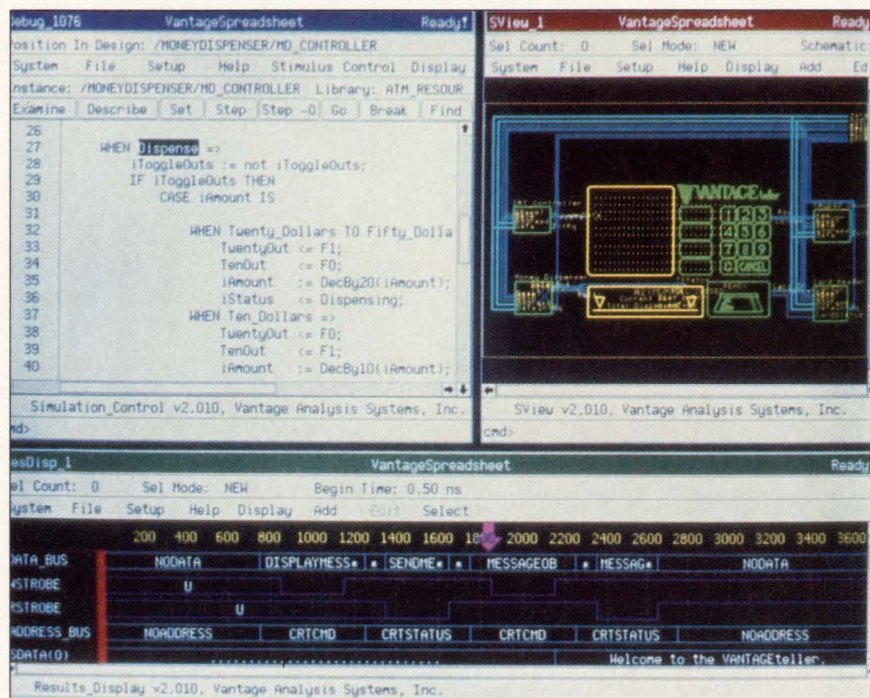 Debug_1076 VantageSpreadsheet Ready!
Position In Design: /MONEYDISPENSER/MD_CONTROLLER
System File Setup Help Stimulus Control Display
Instance: /MONEYDISPENSER/MD_CONTROLLER Library: ATM_RESOUR
Examine Describe Set Step Step -0 Go Break Find
26
27 WHEN Dispense =>
28 iToggleOuts := not iToggleOuts;
29 IF iToggleOuts THEN
30 CASE iAmount IS
31
32 WHEN Twenty_Dollars TO Fifty_Dolla
33 TwentyOut <= F1;
34 TenOut <= F0;
35 iAmount := DecBy20(iAmount);
36 iStatus <= Dispensing;
37 WHEN Ten_Dollars =>
38 TwentyOut <= F0;
39 TenOut <= F1;
40 iAmount := DecBy10(iAmount);
Simulation_Control v2.010, Vantage Analysis Systems, Inc.
md>
SView_1 VantageSpreadsheet Ready
Sel Count: 0 Sel Mode: NEW Schematic:
System File Setup Help Display Add Ed
VANTAGEteller
1 2 3
4 5 6
7 8 9
0 CANCEL
SView v2.010, Vantage Analysis Systems, Inc.
cmd>
esDisp_1 VantageSpreadsheet Ready
el Count: 0 Sel Mode: NEW Begin Time: 0.50 ns
System File Setup Help Display Add Edit Select
200 400 600 800 1000 1200 1400 1600 1800 2000 2200 2400 2600 2800 3000 3200 3400 3600
DATA_BUS NODATA DISPLAYMESS* * SENDME* * MESSAGEOB * MESSAG* NODATA
WSTROBE U
RSTROBE U
ADDRESS_BUS NOADDRESS CRTCMD CRTSTATUS CRTCMD CRTSTATUS NOADDRESS
SDATA(0) Welcome to the VANTAGEteller.
Results_Display v2.010, Vantage Analysis Systems, Inc.